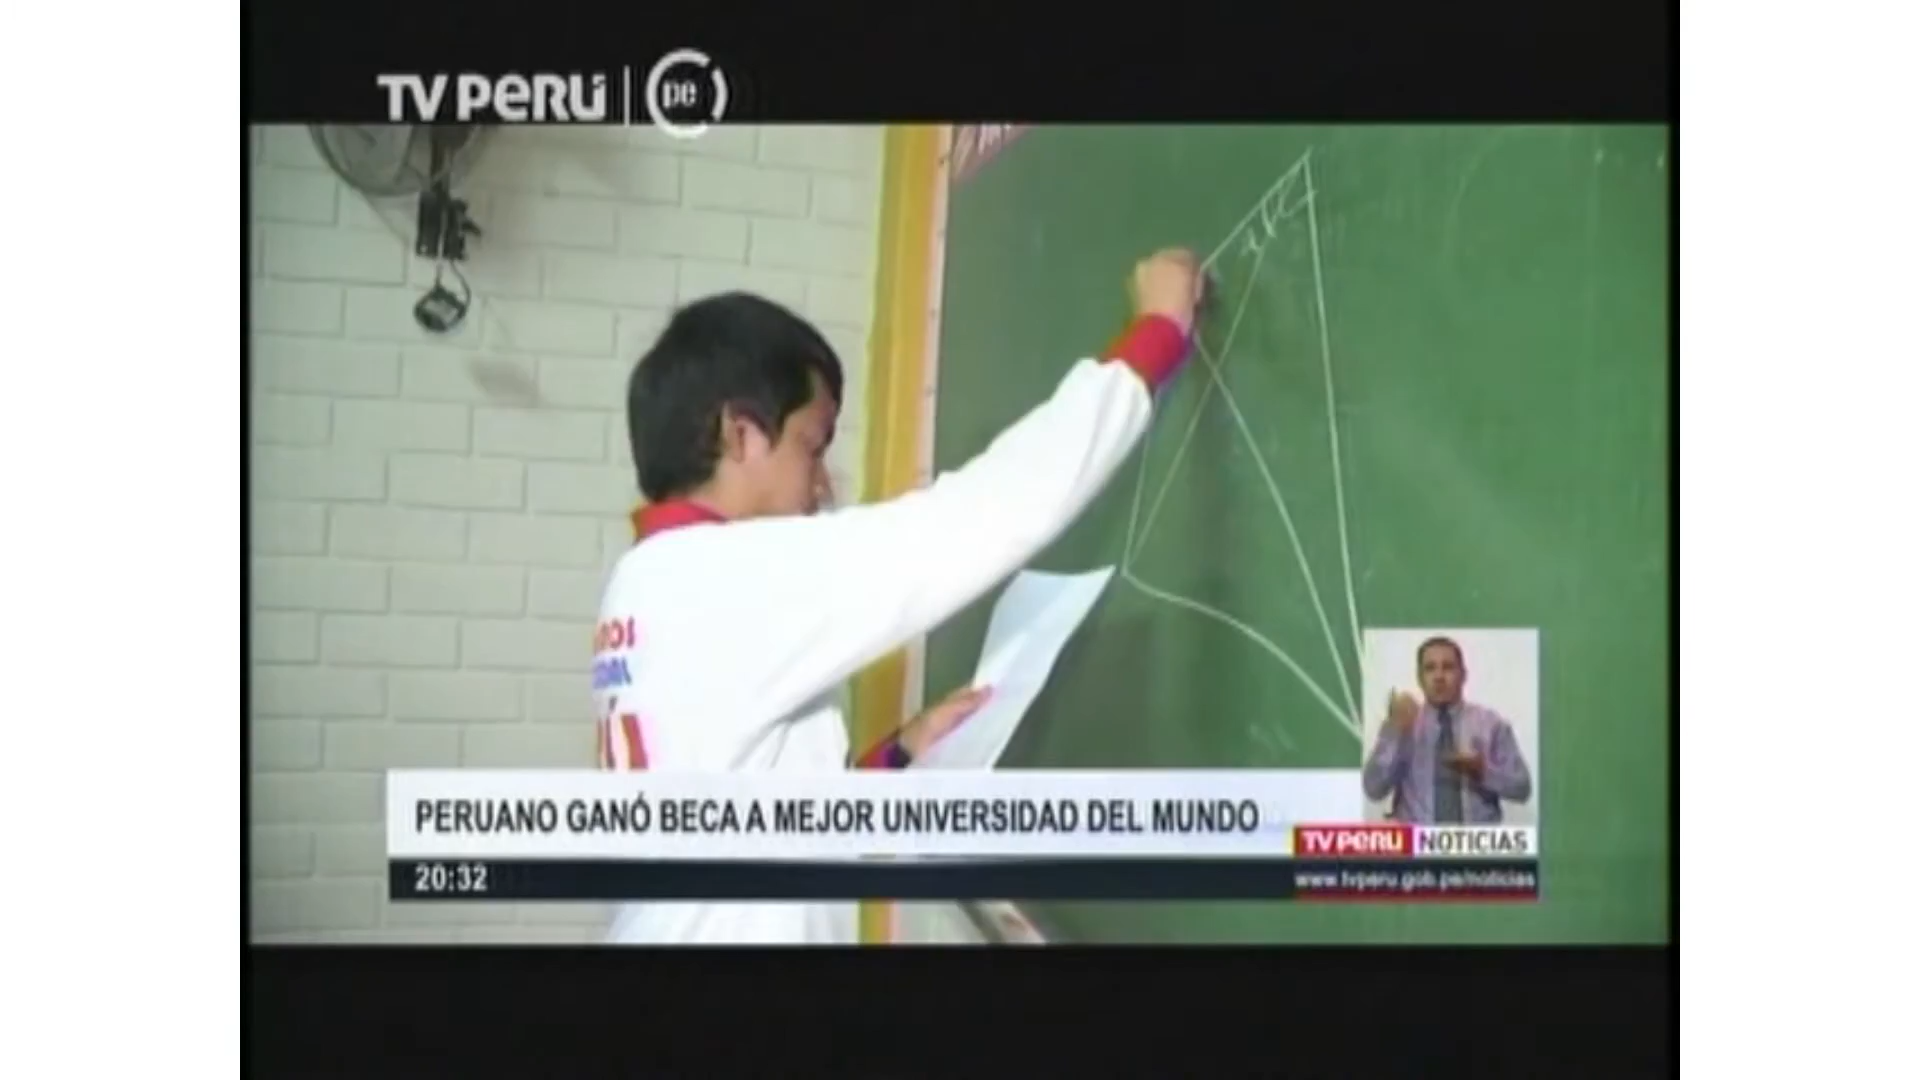 TV PERÚ | pe
PERUANO GANÓ BECA A MEJOR UNIVERSIDAD DEL MUNDO
TV PERÚ NOTICIAS
20:32
www.tvperu.gob.pe/noticias